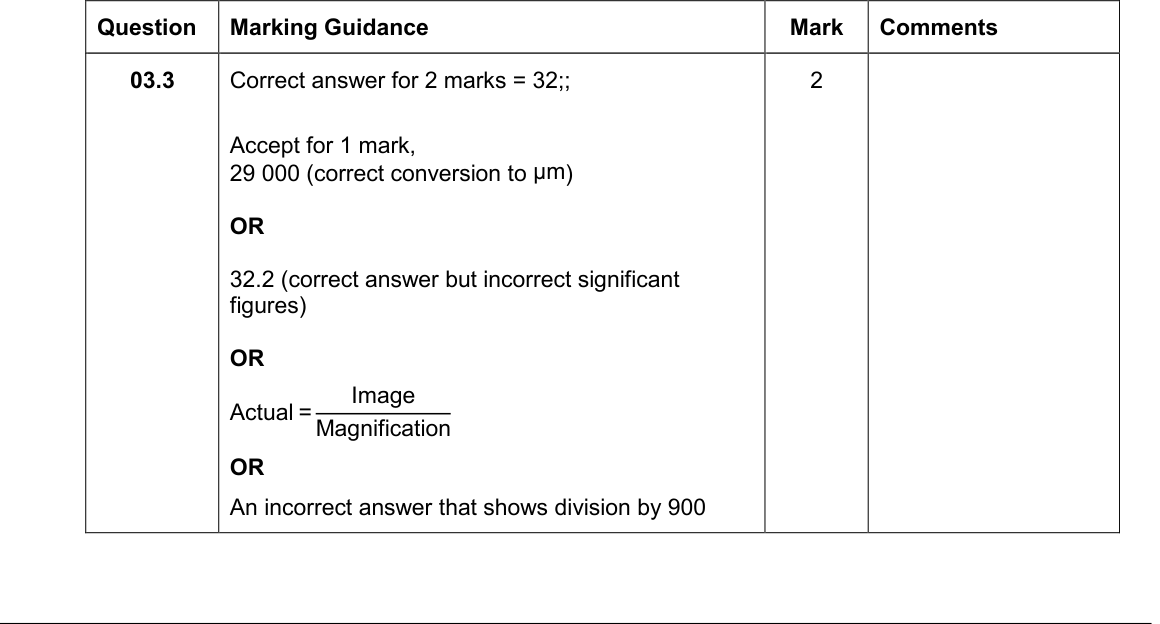 Question Marking Guidance Mark Comments
03.3 Correct answer for 2 marks = 32;; 2
Accept for 1 mark,
29 000 (correct conversion to μm)
OR
32.2 (correct answer but incorrect significant
figures)
OR
Image
Actual =
Magnification
OR
An incorrect answer that shows division by 900